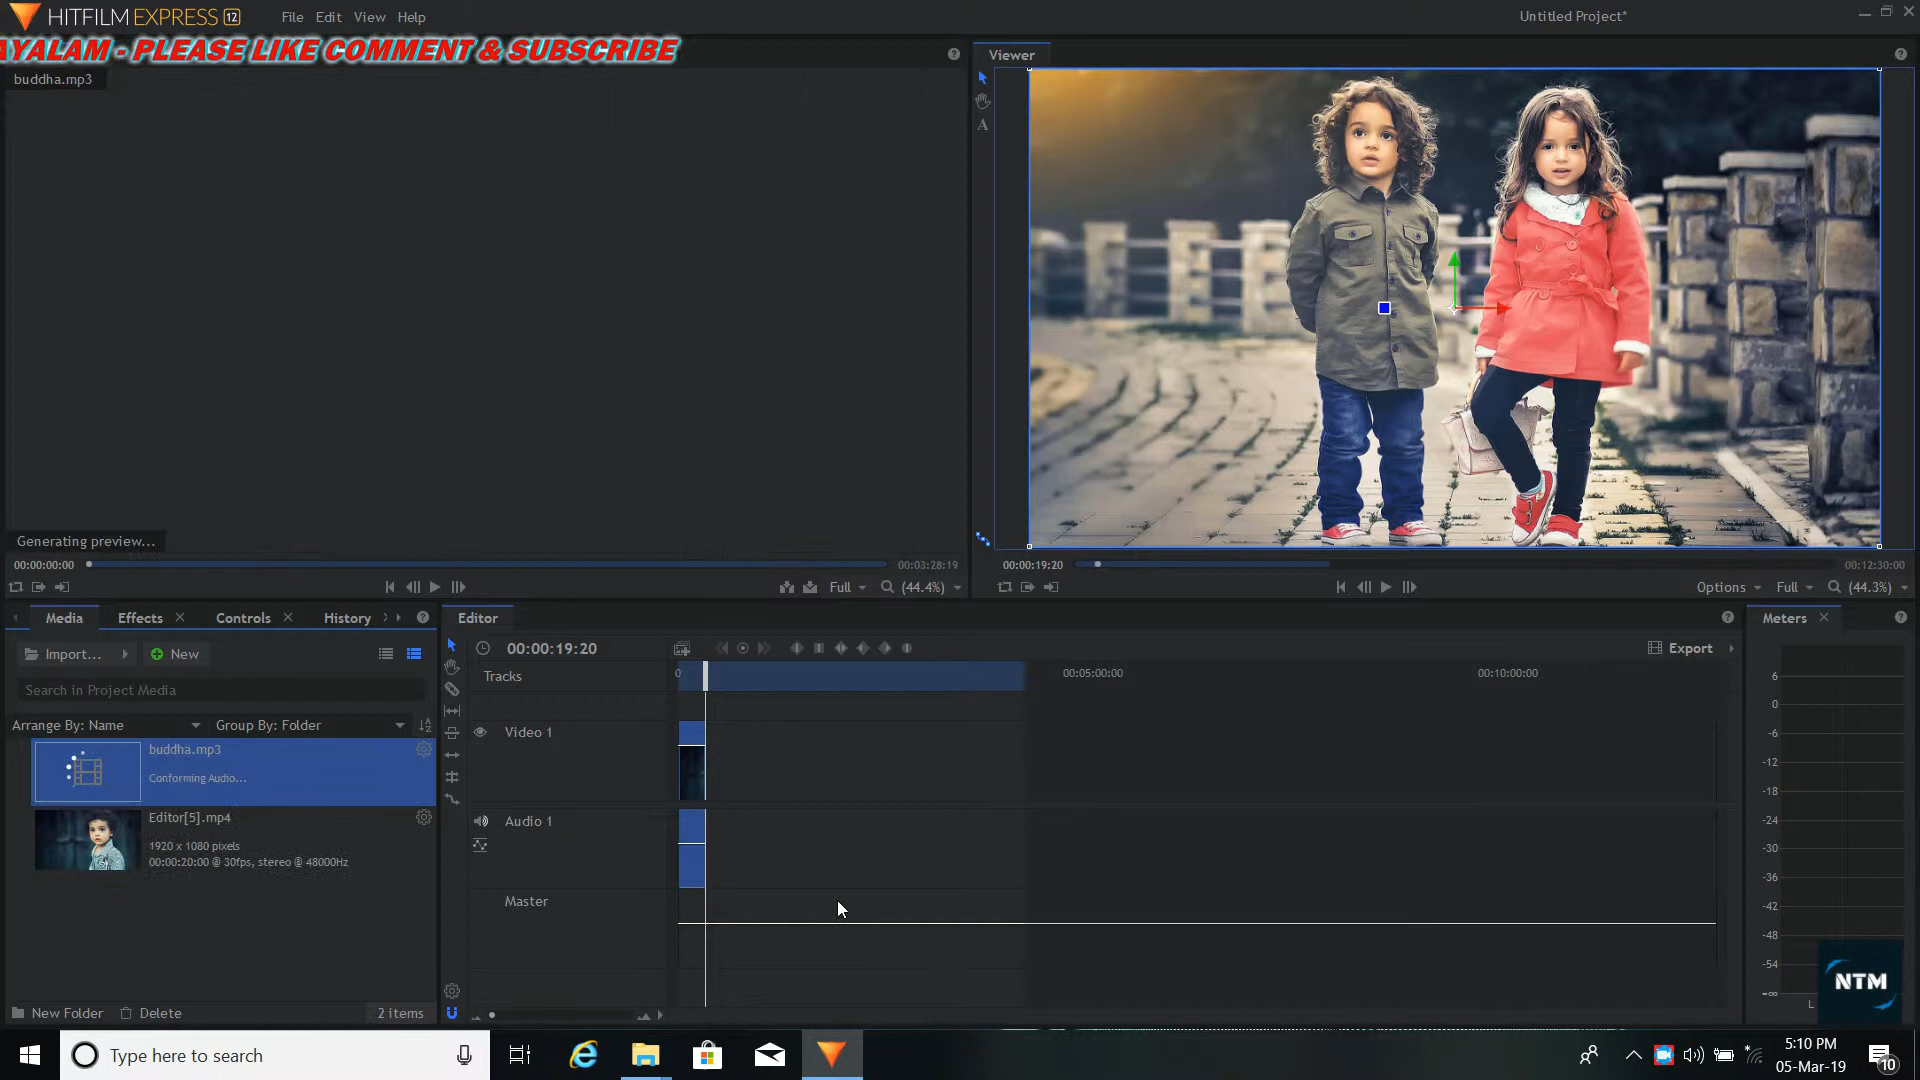 HITFILM EXPRESS 12 File Edit View Help Untitled Project*
AYALAM - PLEASE LIKE COMMENT & SUBSCRIBE
buddha.mp3
Viewer
A
Generating preview...
00:00:00:00 00:03:28:19
Full (44.4%)
00:00:19:20 00:12:30:00
Options Full (44.3%)
Media Effects Controls History
Import... New
Search in Project Media
Arrange By: Name Group By: Folder
buddha.mp3
Conforming Audio...
Editor[5].mp4
1920 x 1080 pixels
00:00:20:00 @ 30fps, stereo @ 48000Hz
New Folder Delete 2 items
Editor
00:00:19:20 Export
Tracks 0 00:05:00:00 00:10:00:00
Video 1
Audio 1
Master
Meters
6
0
-6
-12
-18
-24
-30
-36
-42
-48
-54
-∞
L
NTM
Type here to search
5:10 PM
05-Mar-19
10